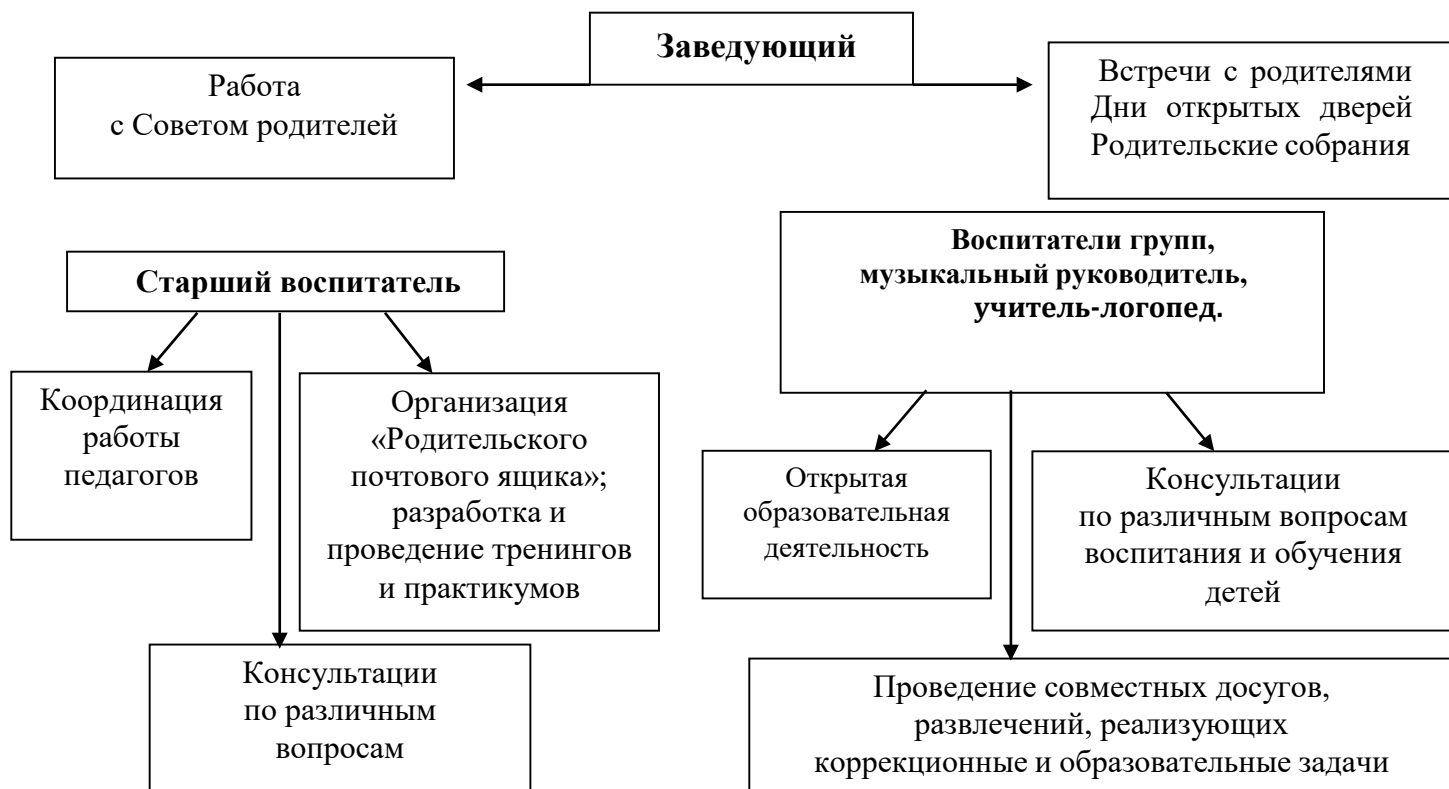 Заведующий
Работа
с Советом родителей
Встречи с родителями
Дни открытых дверей
Родительские собрания
Старший воспитатель
Воспитатели групп,
музыкальный руководитель,
учитель-логопед.
Координация
работы
педагогов
Организация
«Родительского
почтового ящика»;
разработка и
проведение тренингов
и практикумов
Открытая
образовательная
деятельность
Консультации
по различным вопросам
воспитания и обучения
детей
Консультации
по различным
вопросам
Проведение совместных досугов,
развлечений, реализующих
коррекционные и образовательные задачи